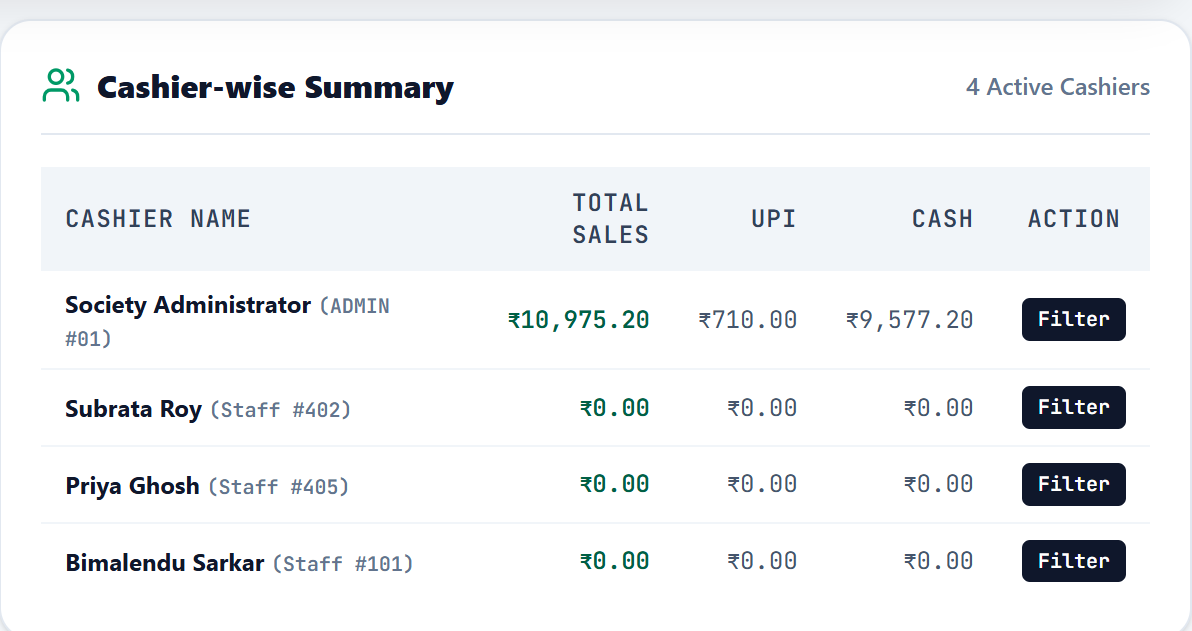 Cashier-wise Summary
4 Active Cashiers
CASHIER NAME
TOTAL
SALES
UPI
CASH
ACTION
Society Administrator (ADMIN
#01)
₹10,975.20
₹710.00
₹9,577.20
Filter
Subrata Roy (Staff #402)
₹0.00
₹0.00
₹0.00
Filter
Priya Ghosh (Staff #405)
₹0.00
₹0.00
₹0.00
Filter
Bimalendu Sarkar (Staff #101)
₹0.00
₹0.00
₹0.00
Filter